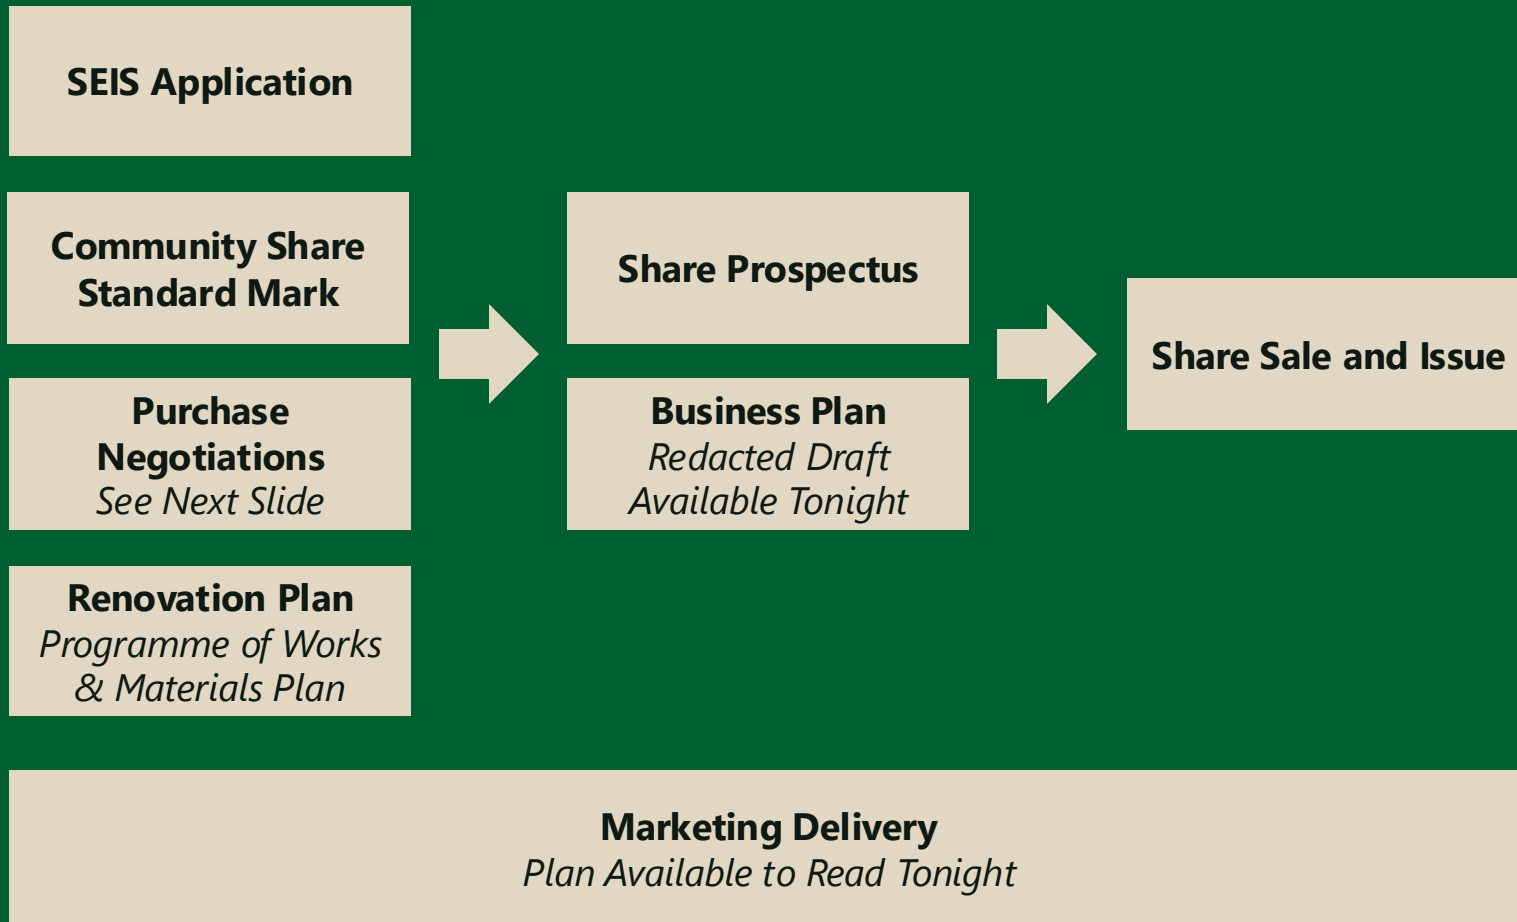 SEIS Application
Community Share
Standard Mark
Purchase
Negotiations
See Next Slide
Renovation Plan
Programme of Works
& Materials Plan
Share Prospectus
Business Plan
Redacted Draft
Available Tonight
Share Sale and Issue
Marketing Delivery
Plan Available to Read Tonight